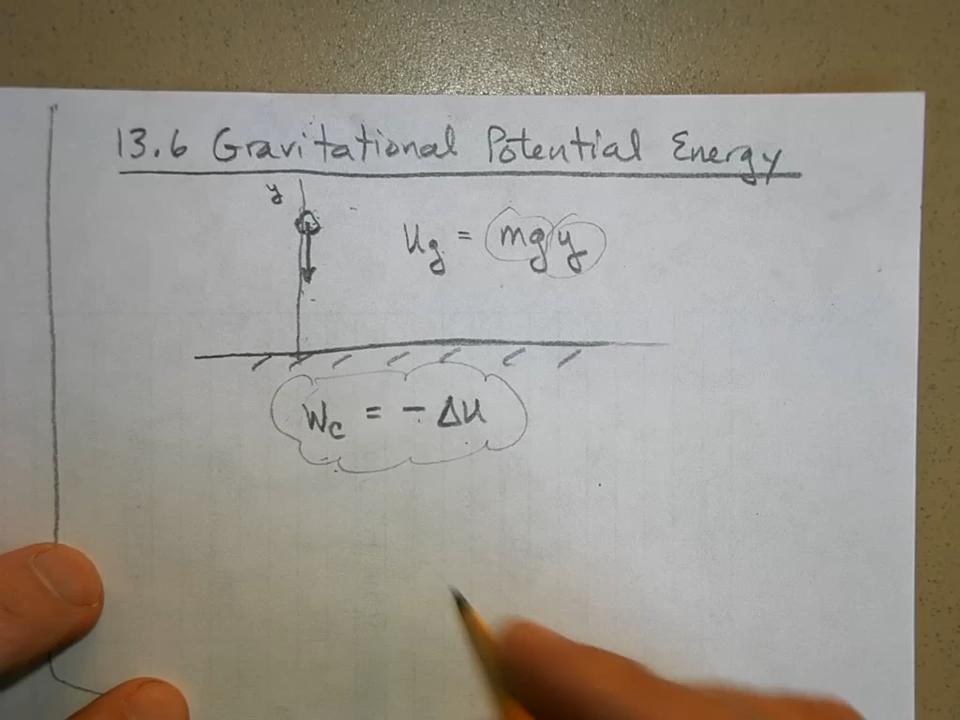 13.6 Gravitational Potential Energy
y
Ug = mgy
Wc = - ΔU